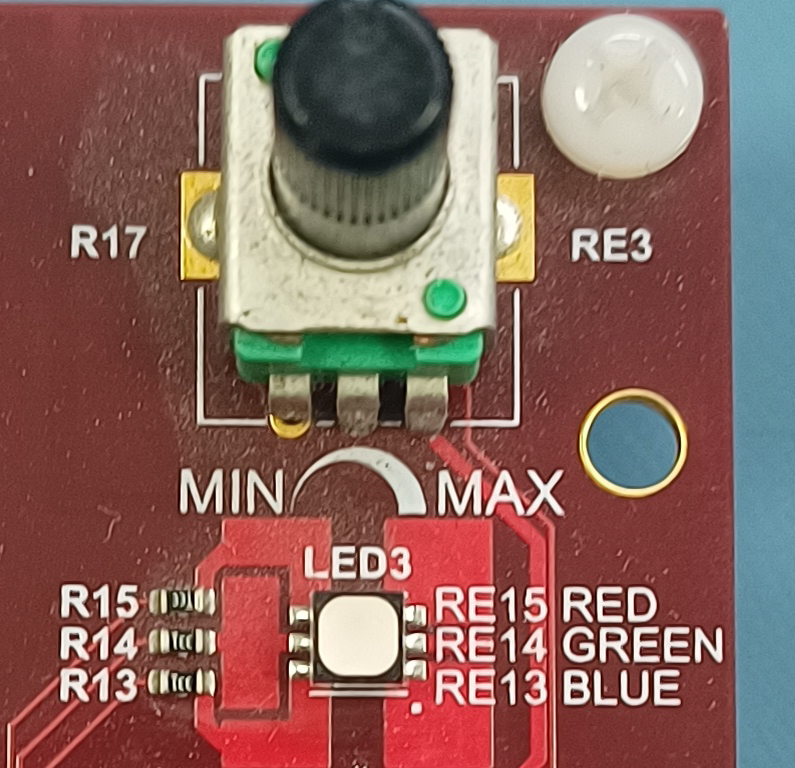 R17 RE3
MIN MAX
LED3
R15 RE15 RED
R14 RE14 GREEN
R13 RE13 BLUE